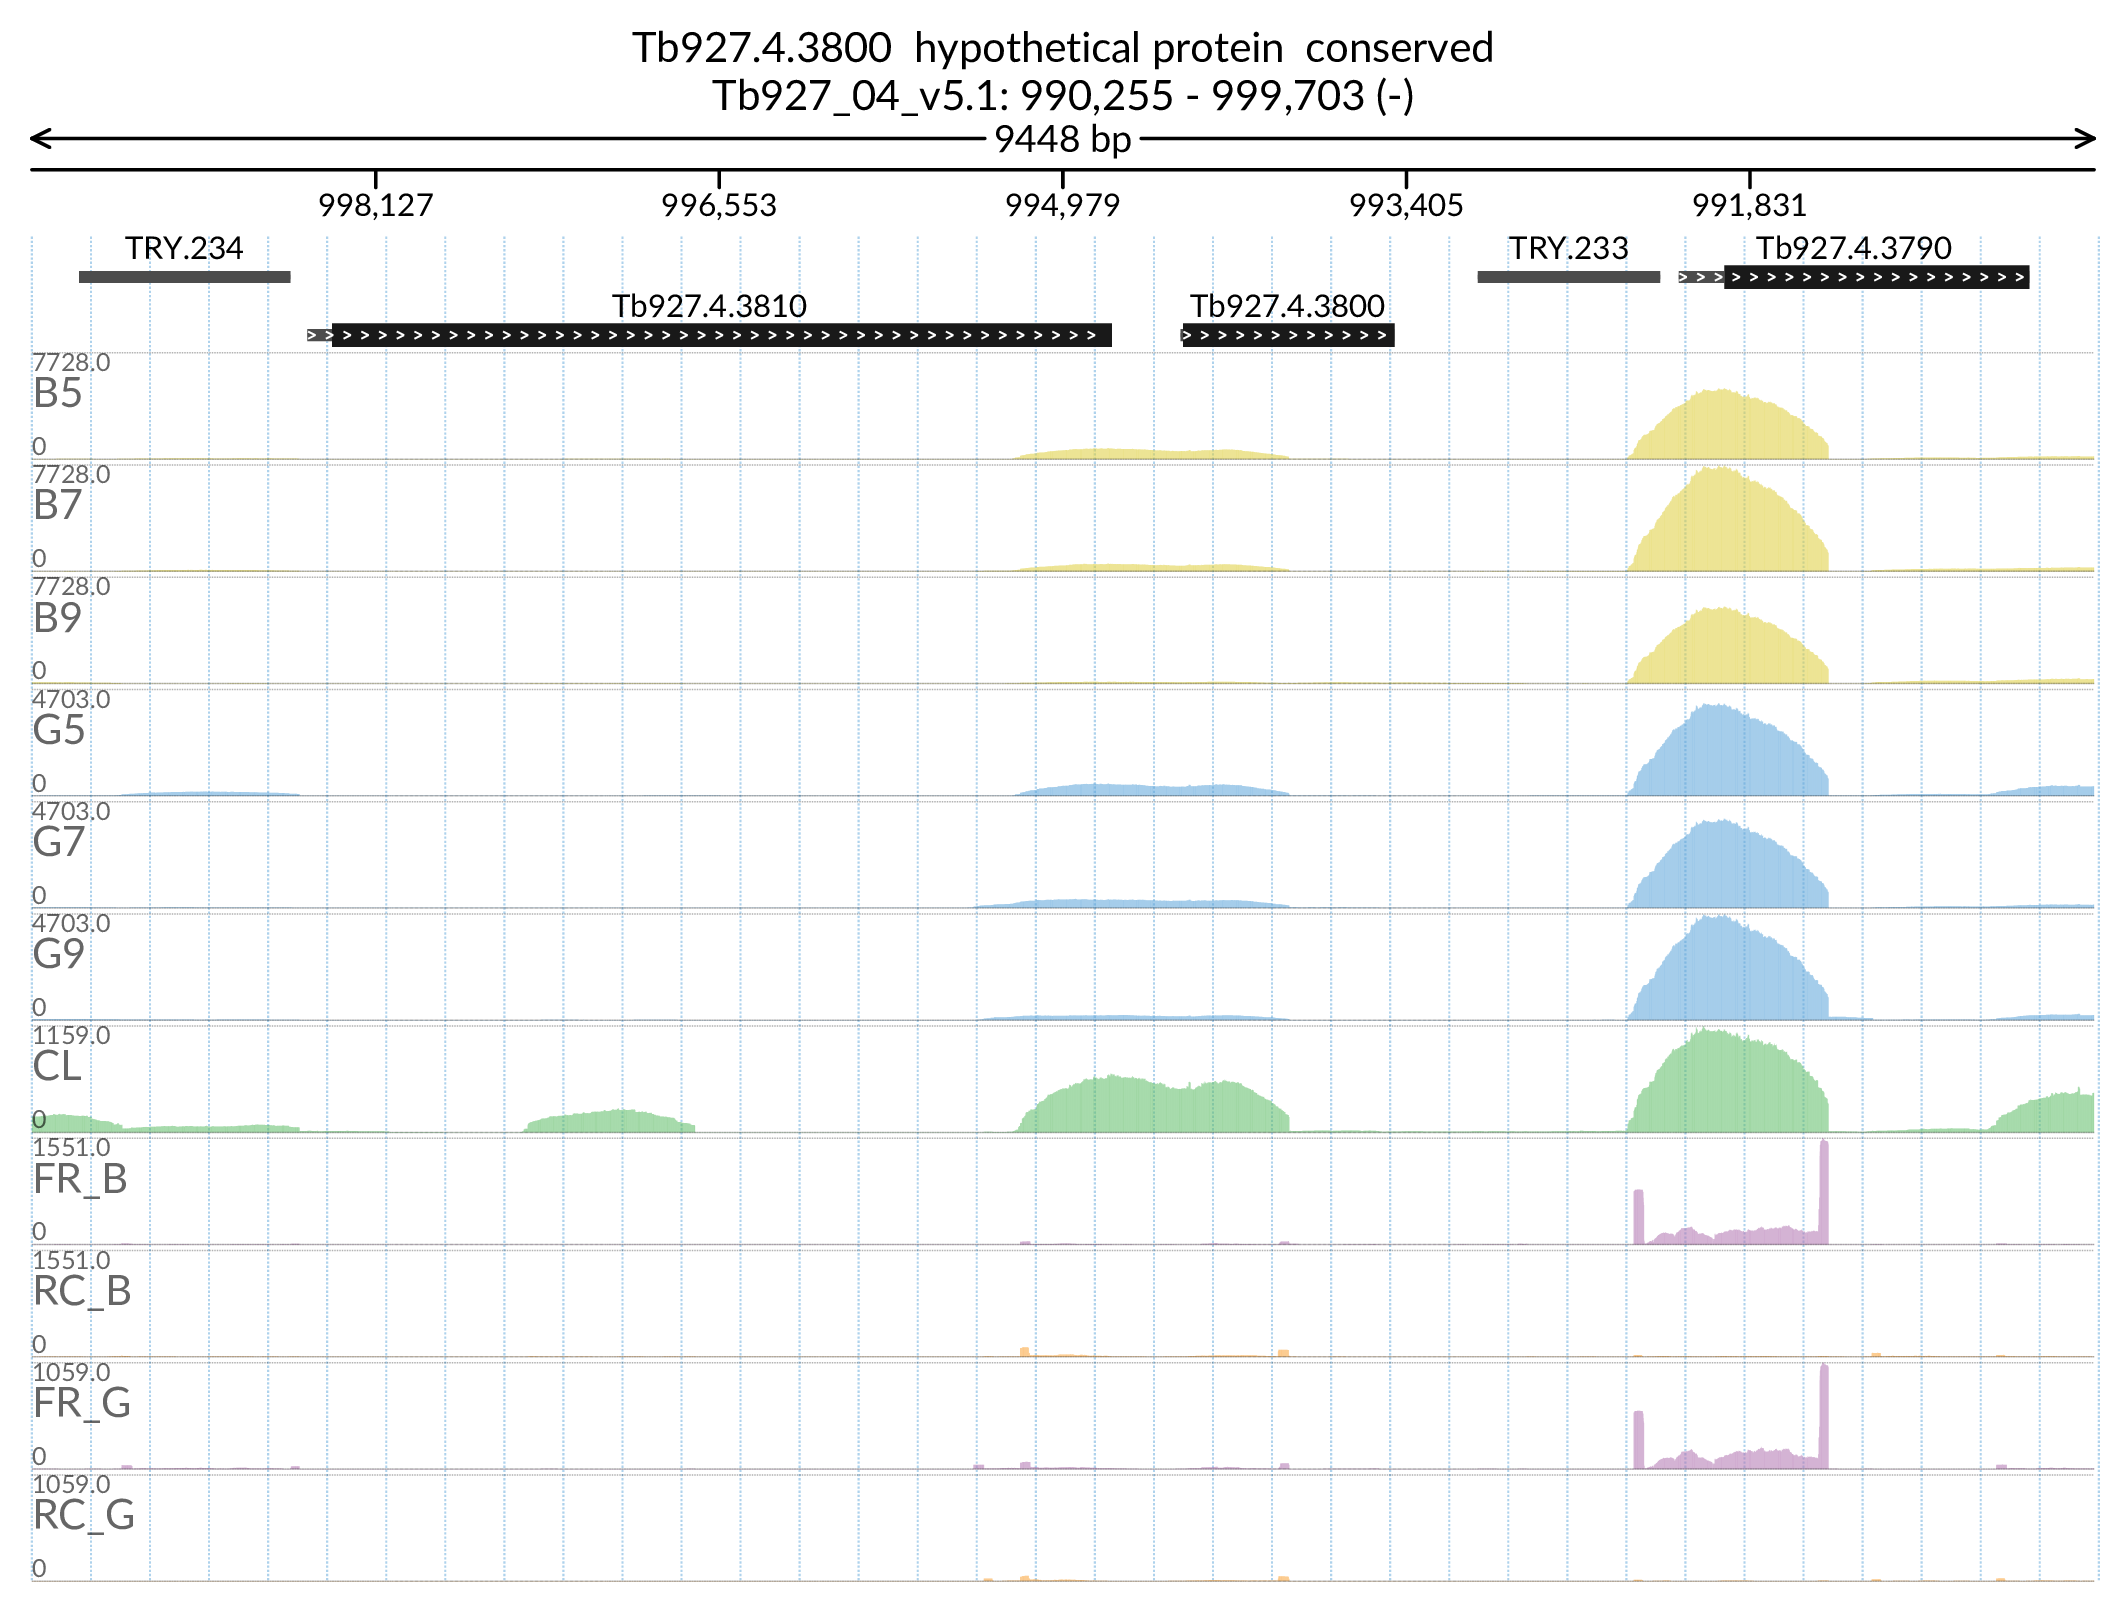 Tb927.4.3800 hypothetical protein conserved
Tb927_04_v5.1: 990,255 - 999,703 (-)
9448 bp
998,127 996,553 994,979 993,405 991,831
TRY.234 TRY.233 Tb927.4.3790
Tb927.4.3810 Tb927.4.3800
7728.0
B5
0
7728.0
B7
0
7728.0
B9
0
4703.0
G5
0
4703.0
G7
0
4703.0
G9
0
1159.0
CL
0
1551.0
FR_B
0
1551.0
RC_B
0
1059.0
FR_G
0
1059.0
RC_G
0